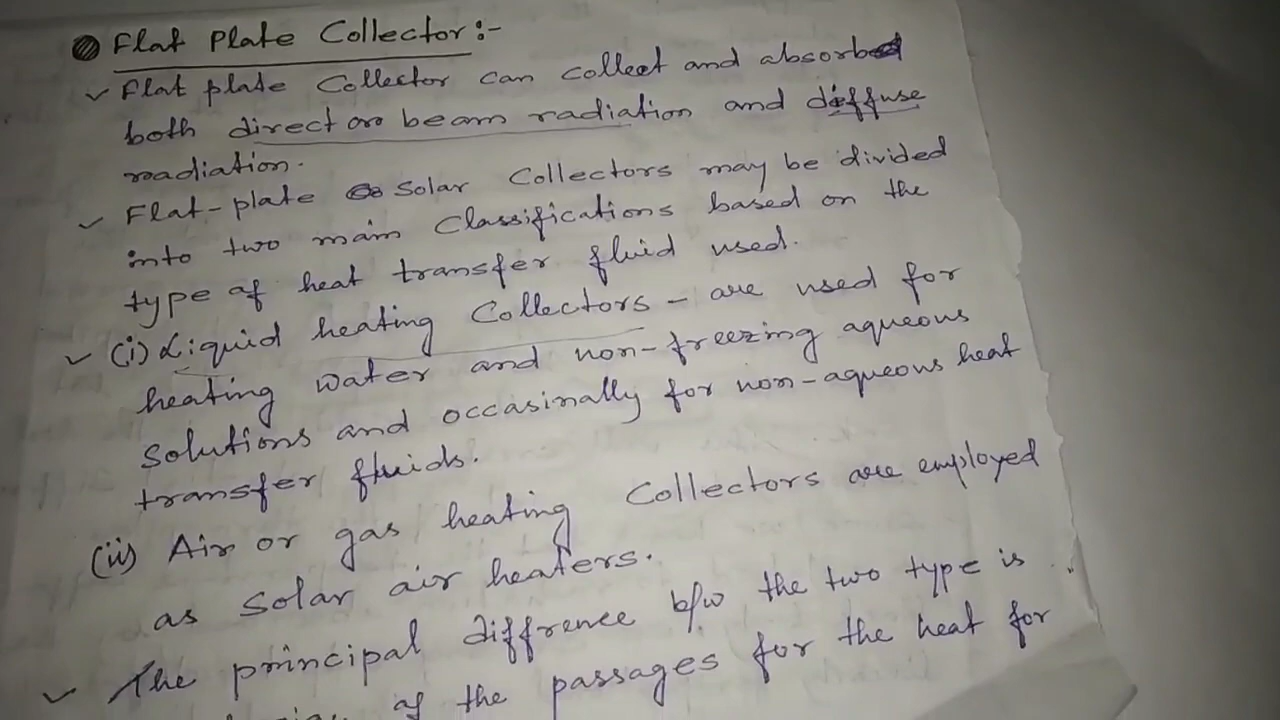 Flat Plate Collector :-
Flat plate Collector can collect and absorb
both direct or beam radiation and diffuse
radiation.
Flat-plate solar Collectors may be divided
into two main Classifications based on the
type of heat transfer fluid used.
(i) Liquid heating Collectors - are used for
heating water and non-freezing aqueous
solutions and occasinally for non-aqueous heat
transfer fluids.
(ii) Air or gas heating Collectors are employed
as solar air heaters.
The principal diffrence b/w the two type is
of the passages for the heat for